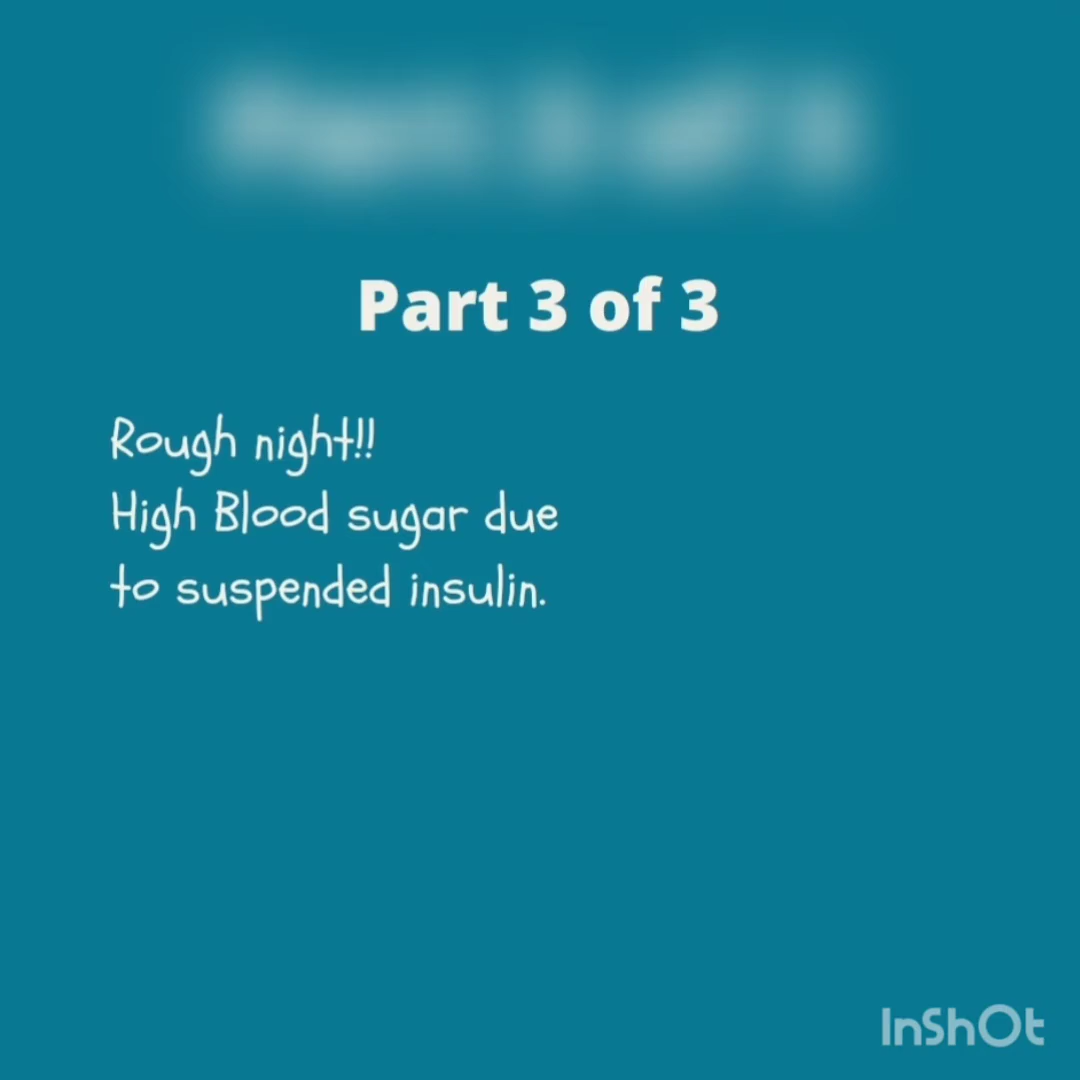 Part 3 of 3
Rough night!!
High Blood sugar due
to suspended insulin.
InShOt